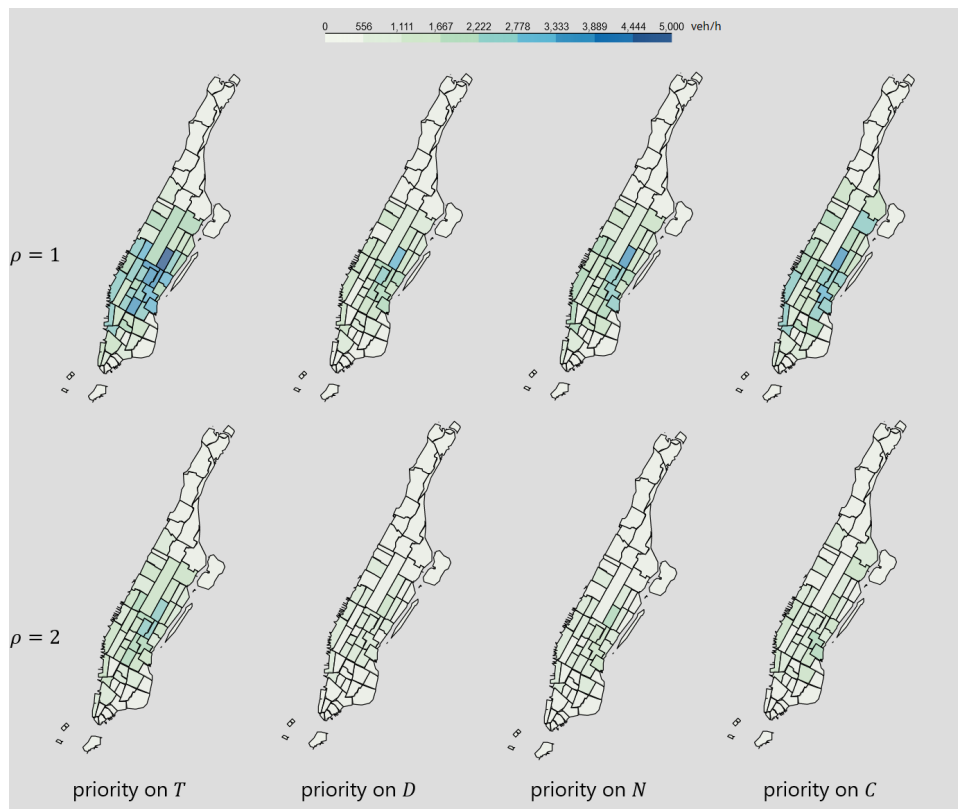 0 556 1,111 1,667 2,222 2,778 3,333 3,889 4,444 5,000 veh/h
ρ = 1
ρ = 2
priority on T priority on D priority on N priority on C